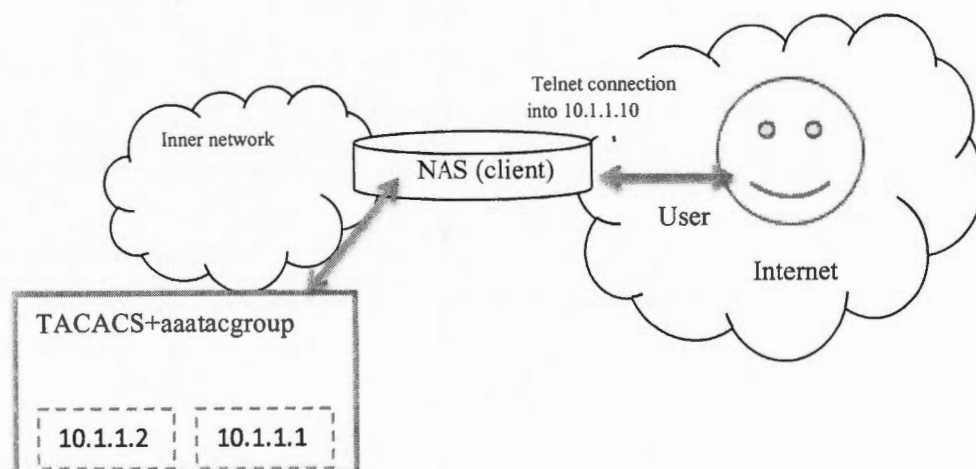 Telnet connection
into 10.1.1.10
Inner network
NAS (client)
User
Internet
TACACS+aaatacgroup
10.1.1.2
10.1.1.1